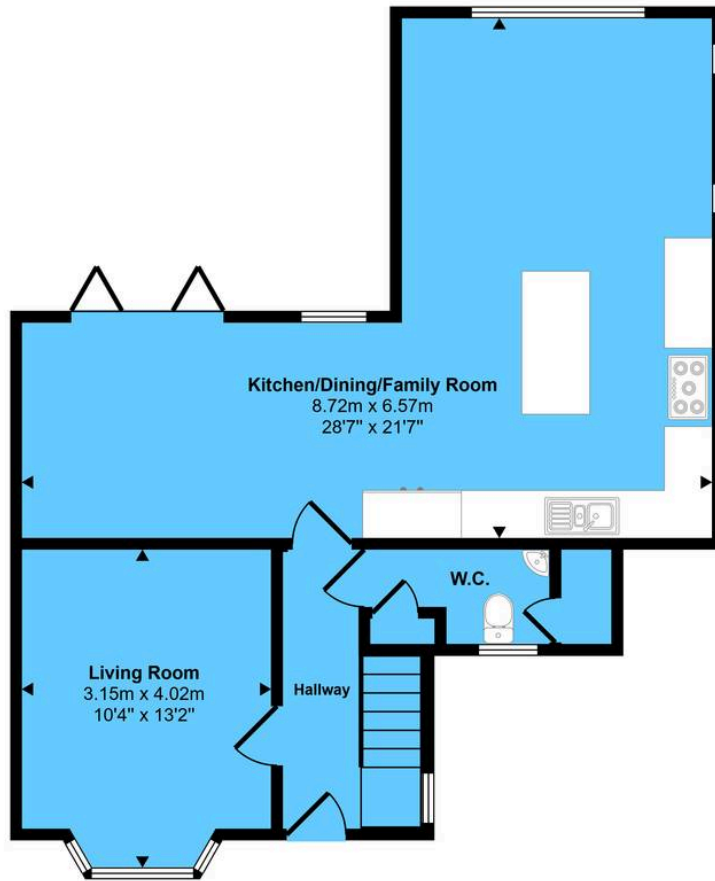 Kitchen/Dining/Family Room
8.72m x 6.57m
28'7" x 21'7"
W.C.
Living Room
3.15m x 4.02m
10'4" x 13'2"
Hallway